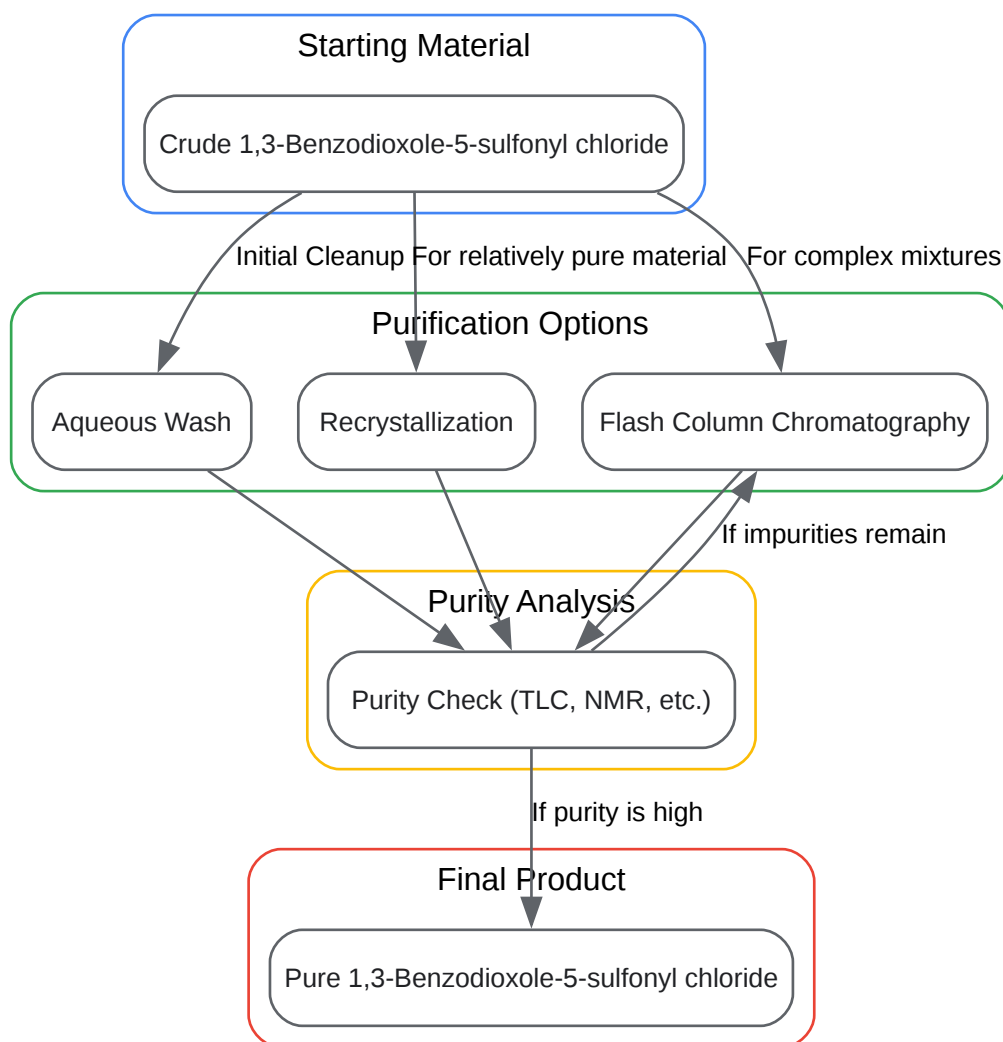 Starting Material
Crude 1,3-Benzodioxole-5-sulfonyl chloride
Initial Cleanup
For relatively pure material
For complex mixtures
Purification Options
Aqueous Wash
Recrystallization
Flash Column Chromatography
If impurities remain
Purity Analysis
Purity Check (TLC, NMR, etc.)
If purity is high
Final Product
Pure 1,3-Benzodioxole-5-sulfonyl chloride